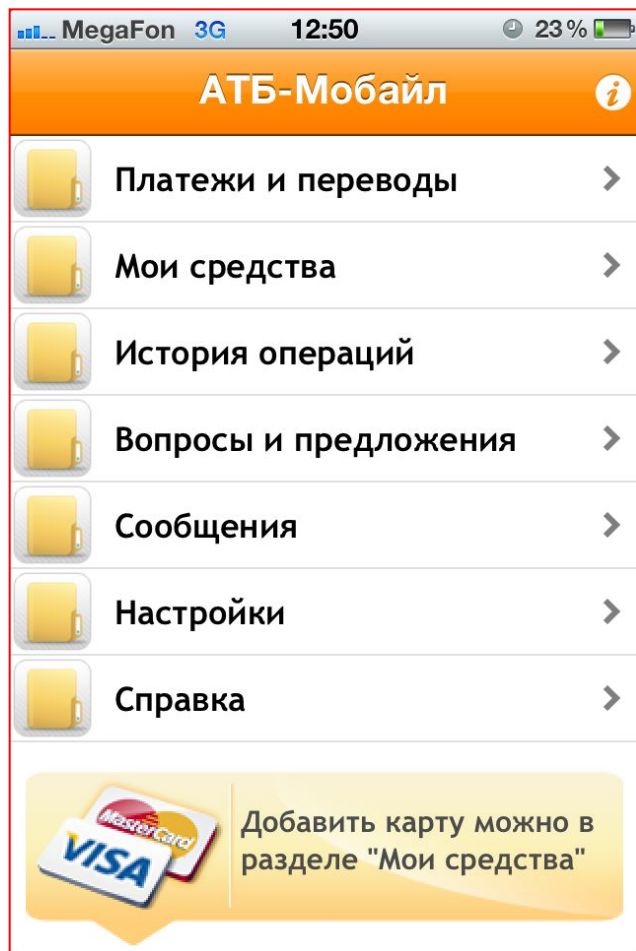 MegaFon 3G 12:50 23%
АТБ-Мобайл
Платежи и переводы
Мои средства
История операций
Вопросы и предложения
Сообщения
Настройки
Справка
MasterCard
VISA
Добавить карту можно в
разделе "Мои средства"